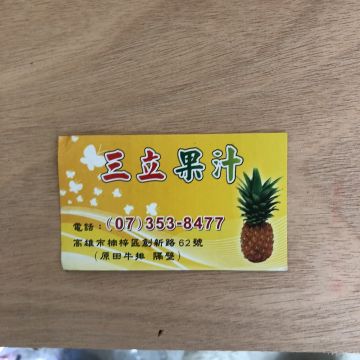 三立果汁
電話：(07)353-8477
高雄市楠梓區創新路62號
(原田牛排 隔壁)